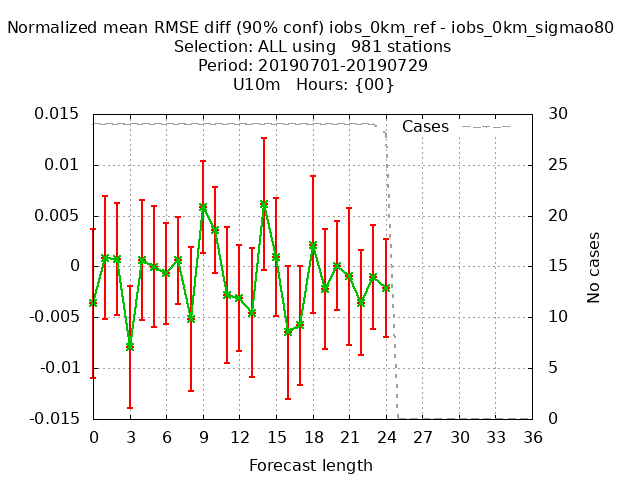 Normalized mean RMSE diff (90% conf) iobs_0km_ref - iobs_0km_sigmao80
Selection: ALL using   981 stations
Period: 20190701-20190729
U10m   Hours: {00}
Cases
0.015
0.01
0.005
0
-0.005
-0.01
-0.015
30
25
20
15
10
5
0
No cases
0 3 6 9 12 15 18 21 24 27 30 33 36
Forecast length